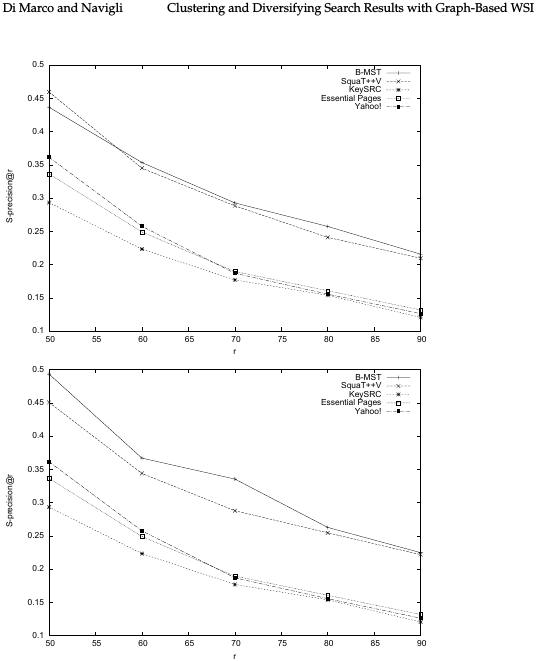 Di Marco and Navigli Clustering and Diversifying Search Results with Graph-Based WSI
0.5
0.45
0.4
0.35
0.3
0.25
0.2
0.15
0.1
S-precision@r
50 55 60 65 70 75 80 85 90
r
B-MST
SquaT++V
KeySRC
Essential Pages
Yahoo!
0.5
0.45
0.4
0.35
0.3
0.25
0.2
0.15
0.1
S-precision@r
50 55 60 65 70 75 80 85 90
r
B-MST
SquaT++V
KeySRC
Essential Pages
Yahoo!